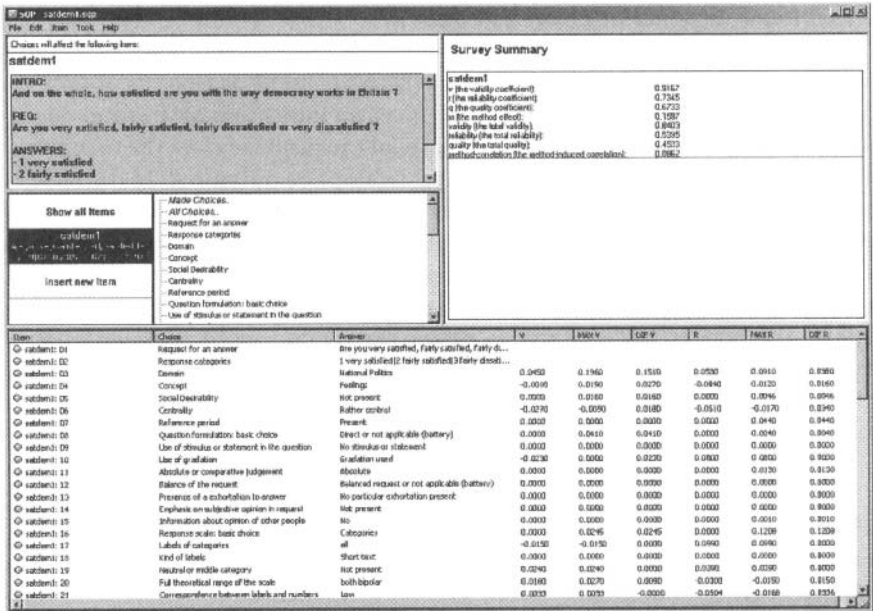 SQP - satdem1.sqp
File Edit Item Tools Help
Choices will affect the following items:
satdem1
INTRO:
And on the whole, how satisfied are you with the way democracy works in Britain ?
REQ:
Are you very satisfied, fairly satisfied, fairly dissatisfied or very dissatisfied ?
ANSWERS:
- 1 very satisfied
- 2 fairly satisfied
Survey Summary
satdem1
v (the validity coefficient):
r (the reliability coefficient): 0.7345
q (the quality coefficient): 0.6733
m (the method effect):
validity (the total validity): 0.8403
reliability (the total reliability): 0.5395
quality (the total quality): 0.4533
method-correlation (the method induced correlation): 0.0862
Show all Items
satdem1
Insert new Item
Made Choices..
All Choices..
Request for an answer
Response categories
Domain
Concept
Social Desirability
Centrality
Reference period
Question formulation: basic choice
Use of stimulus or statement in the question
Item Choice Answer V MAX V DIF V R MAX R DIF R
satdem1: D1 Request for an answer Are you very satisfied, fairly satisfied, fairly di...
satdem1: D2 Response categories 1 very satisfied|2 fairly satisfied|3 fairly dissati...
satdem1: D3 Domain National Politics 0.0450 0.1960 0.1510 0.0530 0.0910 0.0380
satdem1: D4 Concept Feelings 0.0190 0.0270 0.0120 0.0160
satdem1: D5 Social Desirability Not present 0.0000 0.0160 0.0160 0.0000 0.0046 0.0046
satdem1: D6 Centrality Rather central -0.0270 -0.0090 0.0180 -0.0510 -0.0170 0.0340
satdem1: D7 Reference period Present 0.0000 0.0000 0.0000 0.0000 0.0440 0.0440
satdem1: D8 Question formulation: basic choice Direct or not applicable (battery) 0.0000 0.0410 0.0410 0.0000 0.0040 0.0040
satdem1: D9 Use of stimulus or statement in the question No stimulus or statement 0.0000 0.0000 0.0000 0.0000 0.0000 0.0000
satdem1: 10 Use of gradation Gradation used -0.0230 0.0000 0.0230 0.0800 0.0800 0.0000
satdem1: 11 Absolute or comparative judgement Absolute 0.0000 0.0000 0.0000 0.0000 0.0130 0.0130
satdem1: 12 Balance of the request Balanced request or not applicable (battery) 0.0000 0.0000 0.0000 0.0000 0.0000 0.0000
satdem1: 13 Presence of a exhortation to answer No particular exhortation present 0.0000 0.0000 0.0000 0.0000 0.0000 0.0000
satdem1: 14 Emphasis on subjective opinion in request Not present 0.0000 0.0000 0.0000 0.0000 0.0000 0.0000
satdem1: 15 Information about opinion of other people No 0.0000 0.0000 0.0000 0.0000 0.0010 0.0010
satdem1: 16 Response scale: basic choice Categories 0.0000 0.0245 0.0245 0.0000 0.1208 0.1208
satdem1: 17 Labels of categories all -0.0150 -0.0150 0.0000 0.0990 0.0990 0.0000
satdem1: 18 Kind of labels Short text 0.0000 0.0000 0.0000 0.0000 0.0000 0.0000
satdem1: 19 Neutral or middle category Not present 0.0240 0.0240 0.0000 0.0390 0.0390 0.0000
satdem1: 20 Full theoretical range of the scale both bipolar 0.0180 0.0270 0.0090 -0.0300 -0.0150 0.0150
satdem1: 21 Correspondence between labels and numbers Low 0.0033 0.0033 -0.0000 -0.0504 -0.0168 0.0336